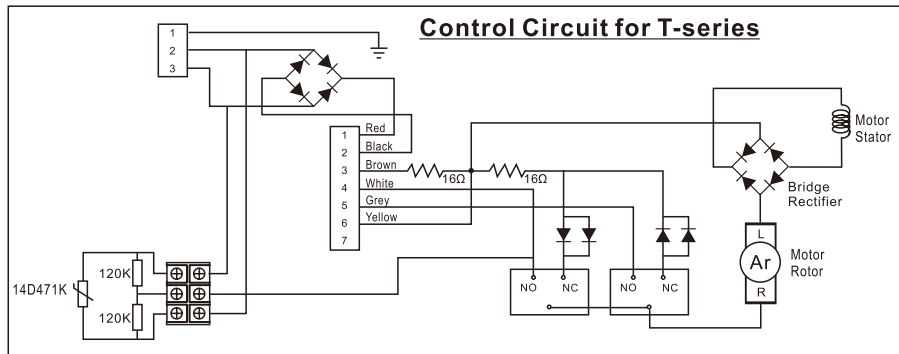 Control Circuit for T-series
1
2
3
1
2
3
4
5
6
7
Red
Black
Brown
White
Grey
Yellow
16Ω
16Ω
Motor
Stator
Bridge
Rectifier
L
Ar
R
Motor
Rotor
NO
NC
NO
NC
14D471K
120K
120K